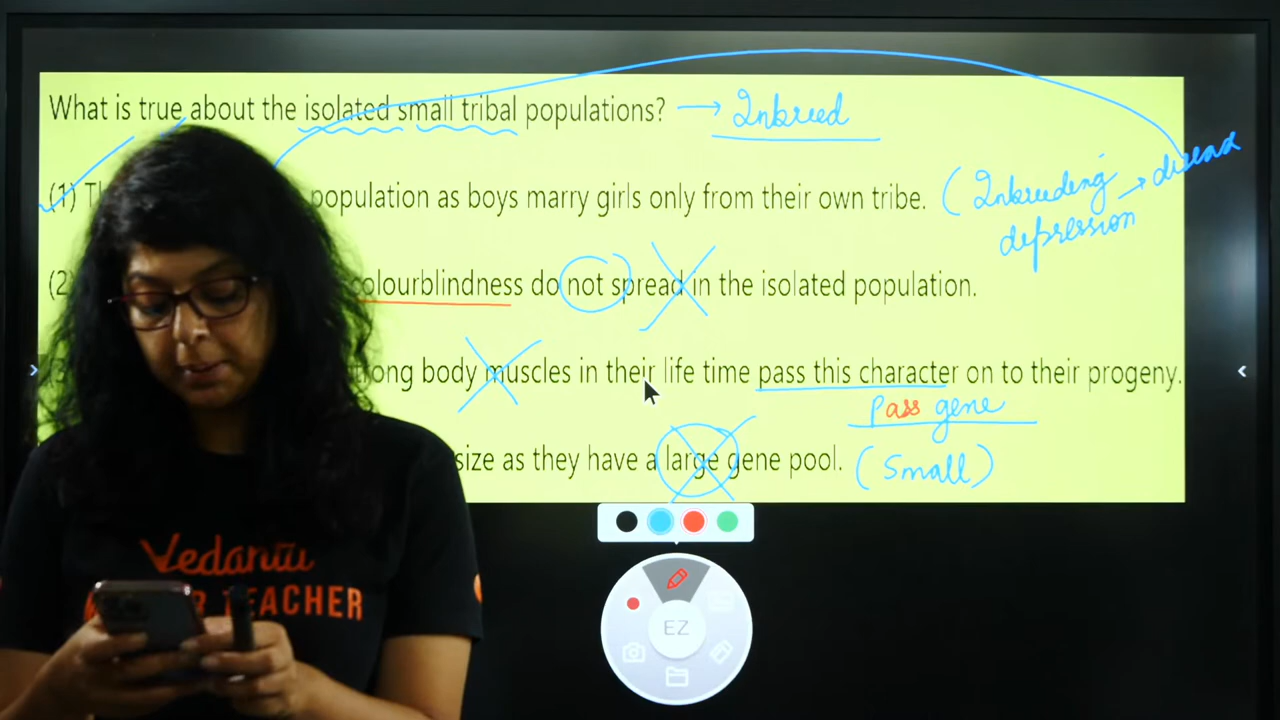 What is true about the isolated small tribal populations? → Inbreed
(1) population as boys marry girls only from their own tribe. (Inbreeding depression → disease
colourblindness do not spread in the isolated population.
strong body muscles in their life time pass this character on to their progeny.
Pass gene
size as they have a large gene pool. (Small)
EZ
Vedantu
TEACHER